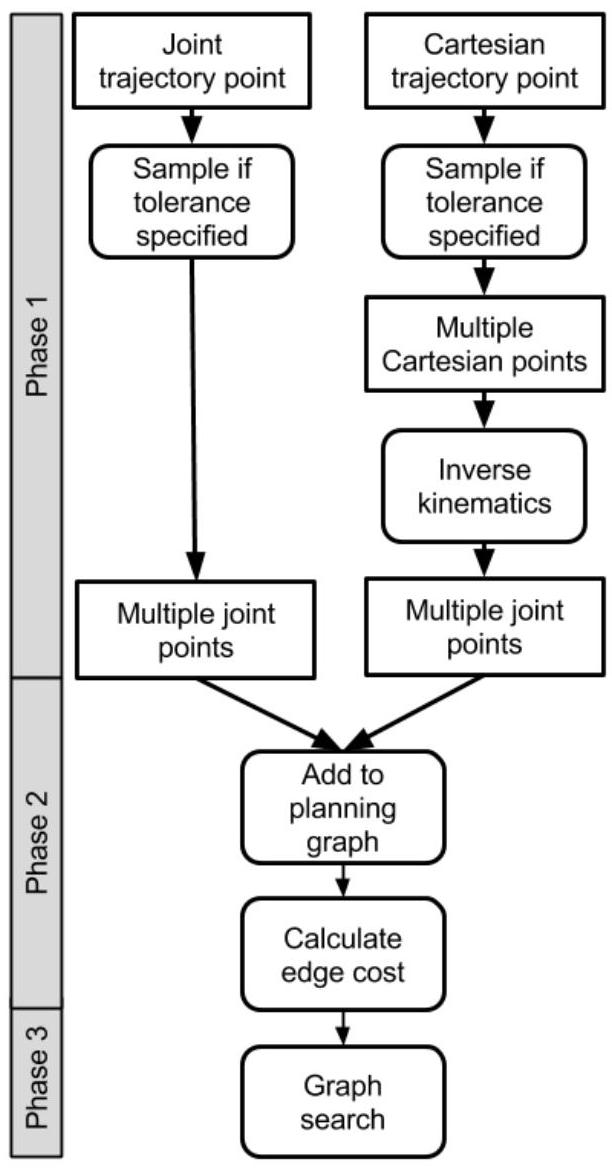 Phase 1
Joint
trajectory point
Sample if
tolerance
specified
Multiple joint
points
Cartesian
trajectory point
Sample if
tolerance
specified
Multiple
Cartesian points
Inverse
kinematics
Multiple joint
points
Phase 2
Add to
planning
graph
Calculate
edge cost
Phase 3
Graph
search